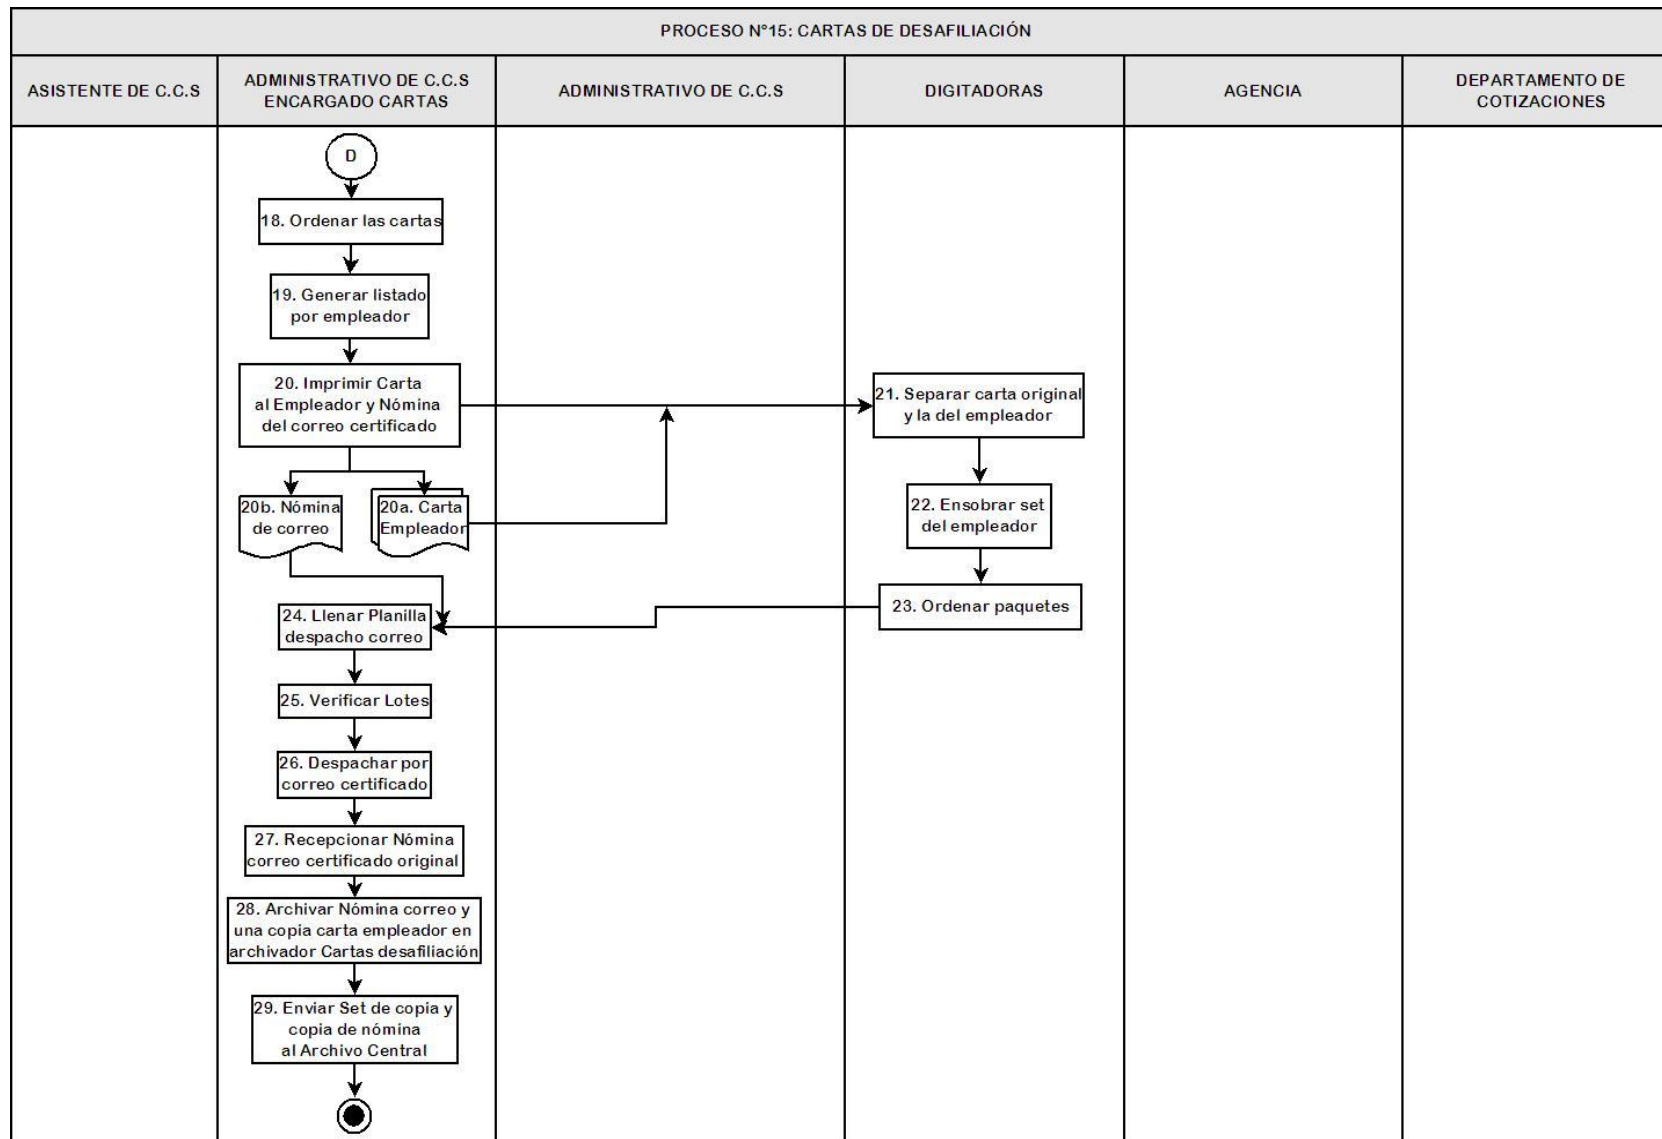 PROCESO N°15: CARTAS DE DESAFILIACIÓN
ASISTENTE DE C.C.S
ADMINISTRATIVO DE C.C.S
ENCARGADO CARTAS
ADMINISTRATIVO DE C.C.S
DIGITADORAS
AGENCIA
DEPARTAMENTO DE
COTIZACIONES
D
18. Ordenar las cartas
19. Generar listado
por empleador
20. Imprimir Carta
al Empleador y Nómina
del correo certificado
21. Separar carta original
y la del empleador
20b. Nómina
de correo
20a. Carta
Empleador
22. Ensobrar set
del empleador
23. Ordenar paquetes
24. Llenar Planilla
despacho correo
25. Verificar Lotes
26. Despachar por
correo certificado
27. Recepcionar Nómina
correo certificado original
28. Archivar Nómina correo y
una copia carta empleador en
archivador Cartas desafiliación
29. Enviar Set de copia y
copia de nómina
al Archivo Central